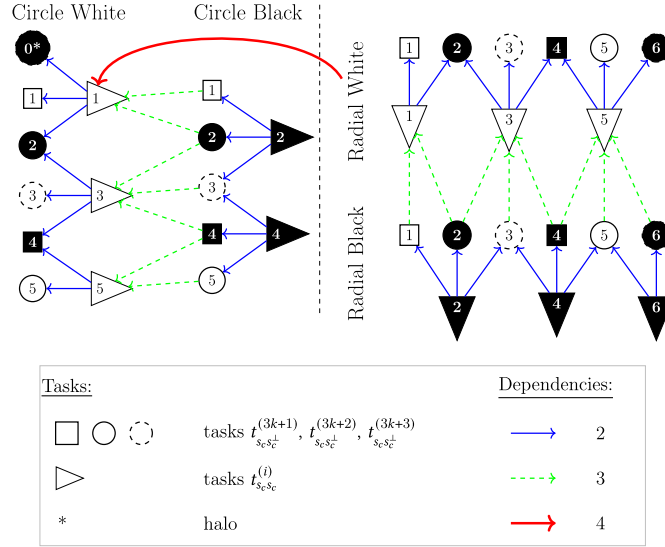 Circle White Circle Black
0*
1 1 1
2 2 2
3 3 3
4 4 4
5 5 5
Radial White
1 2 3 4 5 6
1 3 5
Radial Black
1 2 3 4 5 6
2 4 6
Tasks: Dependencies:
tasks $t_{s_c s_c^\perp}^{(3k+1)}$, $t_{s_c s_c^\perp}^{(3k+2)}$, $t_{s_c s_c^\perp}^{(3k+3)}$ 2
tasks $t_{s_c s_c}^{(i)}$ 3
* halo 4